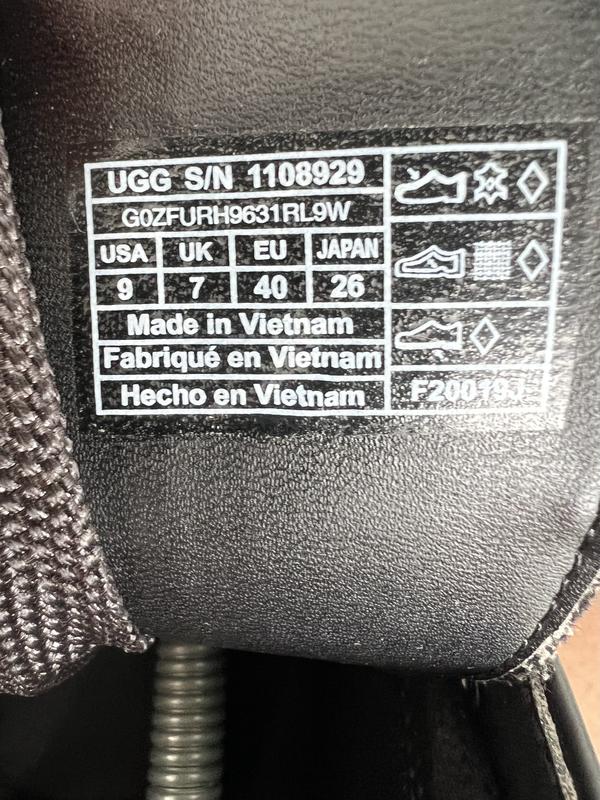 UGG S/N 1108929
G0ZFURH9631RL9W
USA UK EU JAPAN
9 7 40 26
Made in Vietnam
Fabriqué en Vietnam
Hecho en Vietnam
F20019J